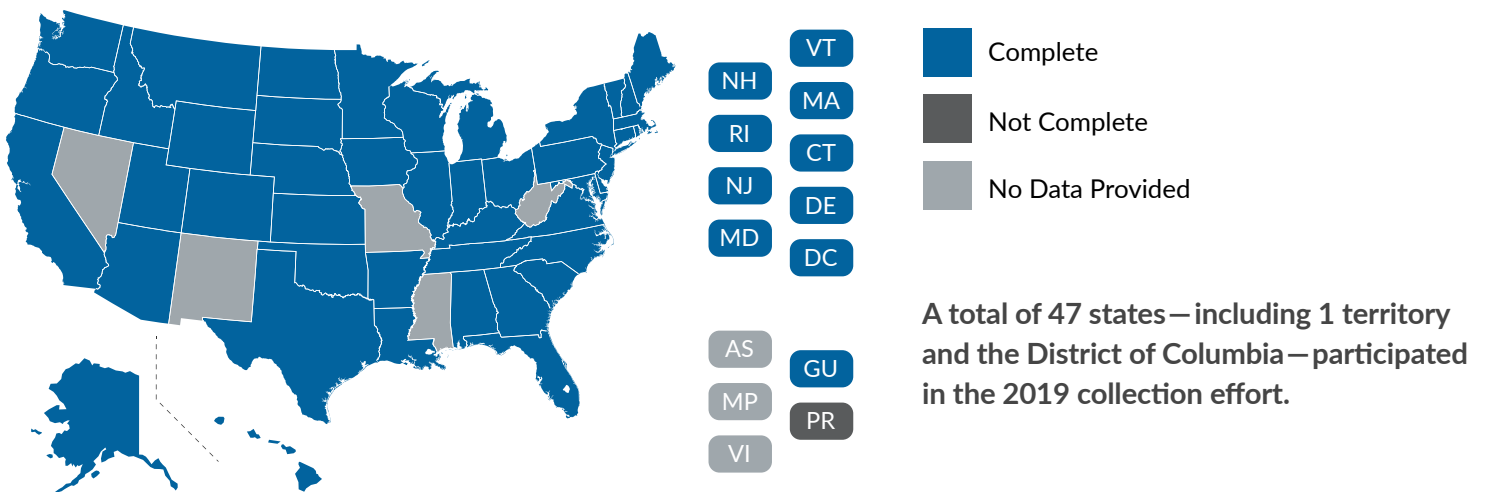 VT
NH
MA
RI
CT
NJ
DE
MD
DC
AS
GU
MP
PR
VI
Complete
Not Complete
No Data Provided
A total of 47 states—including 1 territory
and the District of Columbia—participated
in the 2019 collection effort.